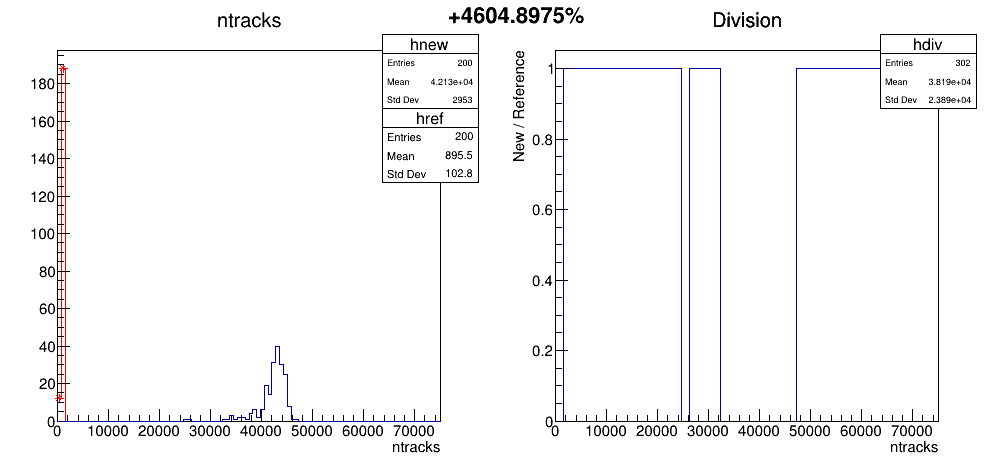 +4604.8975%
ntracks
hnew
Entries 200
Mean 4.213e+04
Std Dev 2953
href
Entries 200
Mean 895.5
Std Dev 102.8
180
160
140
120
100
80
60
40
20
0
0 10000 20000 30000 40000 50000 60000 70000
ntracks
Division
hdiv
Entries 302
Mean 3.819e+04
Std Dev 2.389e+04
New / Reference
1
0.8
0.6
0.4
0.2
0
0 10000 20000 30000 40000 50000 60000 70000
ntracks